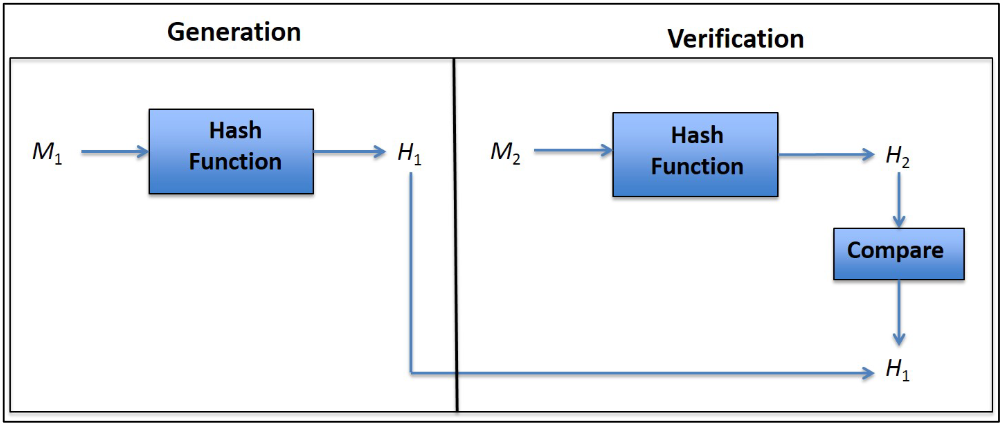 Generation
Verification
M₁
Hash
Function
H₁
M₂
Hash
Function
H₂
Compare
H₁